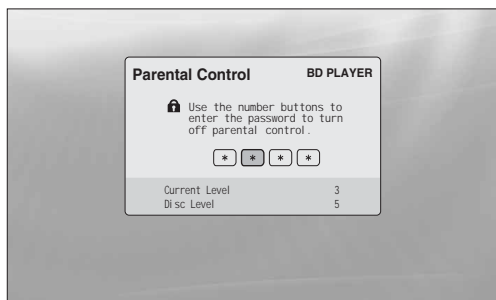 Parental Control BD PLAYER
Use the number buttons to
enter the password to turn
off parental control.
* * * *
Current Level 3
Disc Level 5